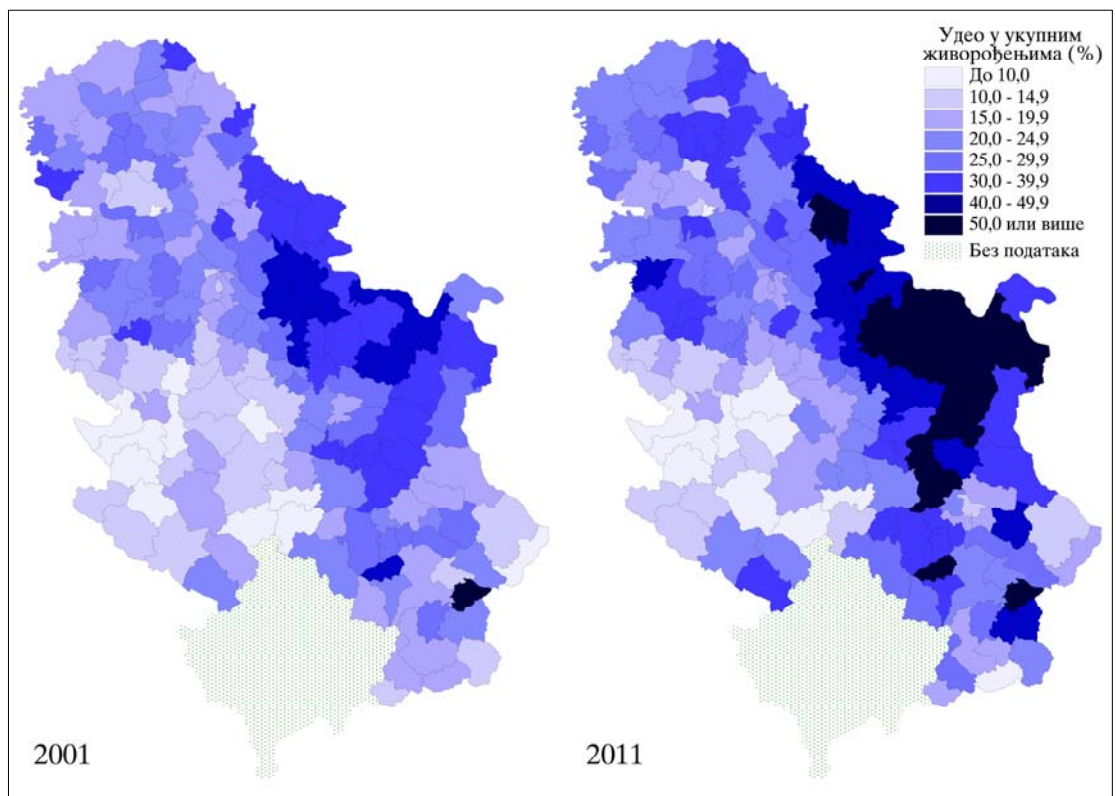 Удео у укупним
живорођењима (%)
До 10,0
10,0 - 14,9
15,0 - 19,9
20,0 - 24,9
25,0 - 29,9
30,0 - 39,9
40,0 - 49,9
50,0 или више
Без података
2001
2011